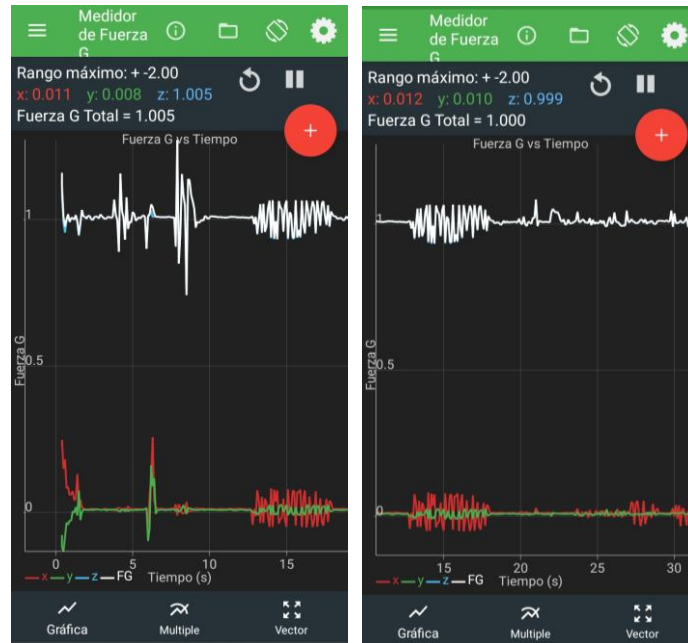 Medidor
de Fuerza
G
Rango máximo: + -2.00
x: 0.011 y: 0.008 z: 1.005
Fuerza G Total = 1.005
+
Fuerza G vs Tiempo
1
0.5
Fuerza G
0
0 5 10 15
x y z FG Tiempo (s)
Gráfica Multiple Vector
Medidor
de Fuerza
G
Rango máximo: + -2.00
x: 0.012 y: 0.010 z: 0.999
Fuerza G Total = 1.000
+
Fuerza G vs Tiempo
1
0.5
Fuerza G
0
15 20 25 30
x y z FG Tiempo (s)
Gráfica Multiple Vector